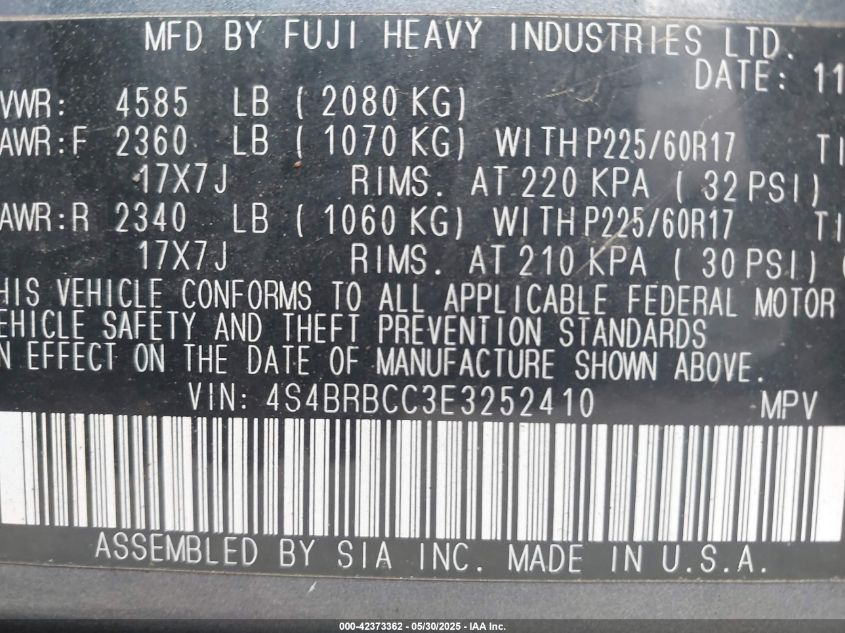 MFD BY FUJI HEAVY INDUSTRIES LTD.
DATE: 11
VWR: 4585 LB ( 2080 KG)
AWR:F 2360 LB ( 1070 KG) WITH P225/60R17 TI
17X7J RIMS. AT 220 KPA ( 32 PSI)
AWR:R 2340 LB ( 1060 KG) WITH P225/60R17 TI
17X7J RIMS. AT 210 KPA ( 30 PSI) (
HIS VEHICLE CONFORMS TO ALL APPLICABLE FEDERAL MOTOR
EHICLE SAFETY AND THEFT PREVENTION STANDARDS
N EFFECT ON THE DATE OF MANUFACTURE SHOWN ABOVE.
VIN: 4S4BRBCC3E3252410 MPV
ASSEMBLED BY SIA INC. MADE IN U.S.A.
000-42373362 - 05/30/2025 - IAA Inc.